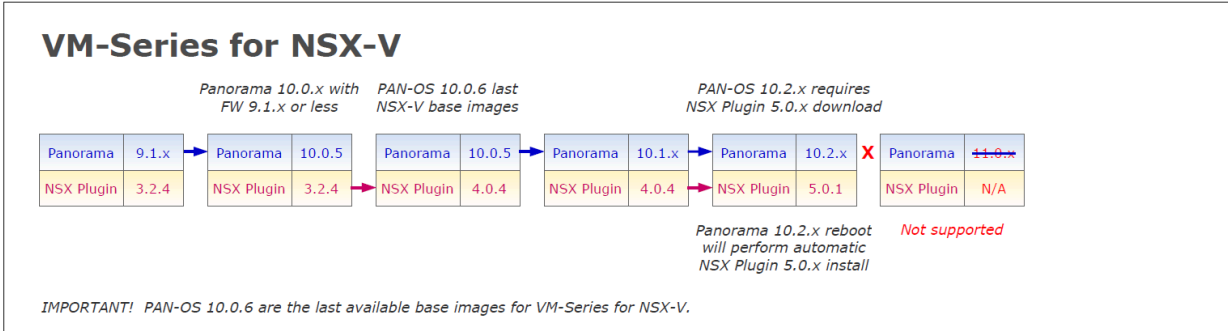 VM-Series for NSX-V
Panorama 10.0.x with
FW 9.1.x or less
PAN-OS 10.0.6 last
NSX-V base images
PAN-OS 10.2.x requires
NSX Plugin 5.0.x download
Panorama 9.1.x
NSX Plugin 3.2.4
Panorama 10.0.5
NSX Plugin 3.2.4
Panorama 10.0.5
NSX Plugin 4.0.4
Panorama 10.1.x
NSX Plugin 4.0.4
Panorama 10.2.x
NSX Plugin 5.0.1
X
Panorama 11.0.x
NSX Plugin N/A
Panorama 10.2.x reboot
will perform automatic
NSX Plugin 5.0.x install
Not supported
IMPORTANT! PAN-OS 10.0.6 are the last available base images for VM-Series for NSX-V.